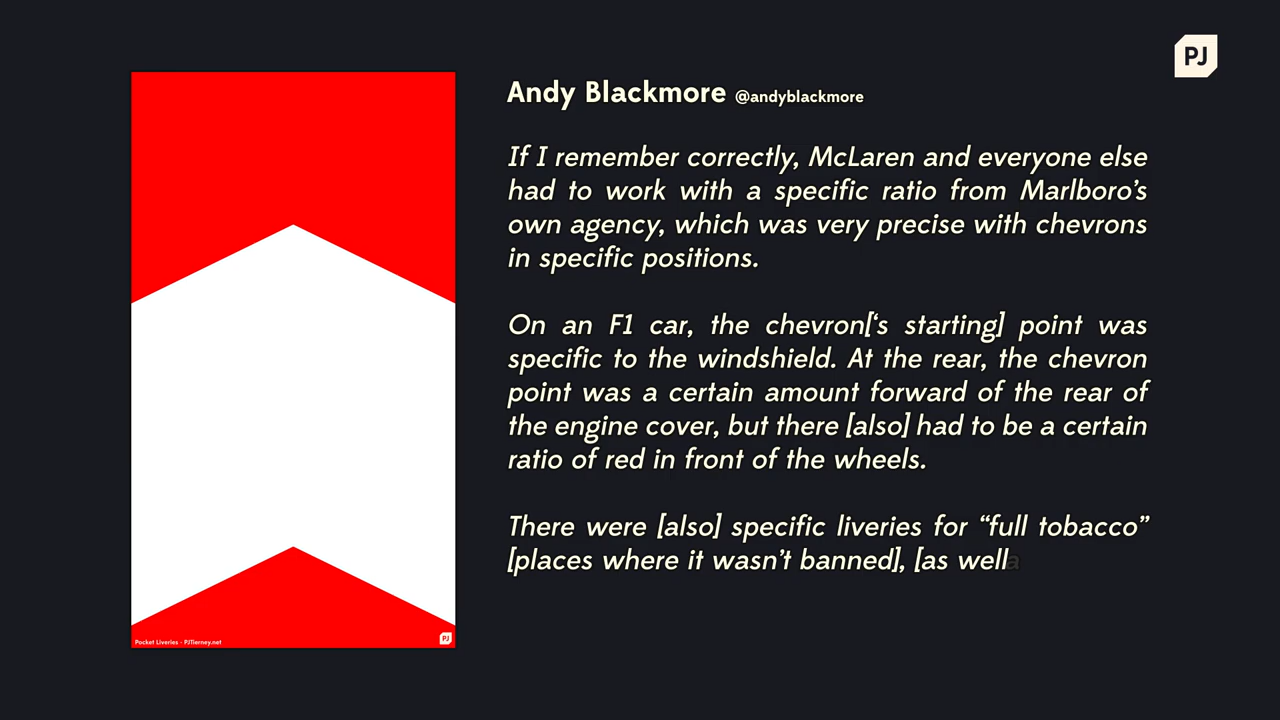 PJ
Andy Blackmore @andyblackmore
If I remember correctly, McLaren and everyone else
had to work with a specific ratio from Marlboro’s
own agency, which was very precise with chevrons
in specific positions.
On an F1 car, the chevron[‘s starting] point was
specific to the windshield. At the rear, the chevron
point was a certain amount forward of the rear of
the engine cover, but there [also] had to be a certain
ratio of red in front of the wheels.
There were [also] specific liveries for “full tobacco”
[places where it wasn’t banned], [as wella
Pocket Liveries - PJTierney.net
PJ